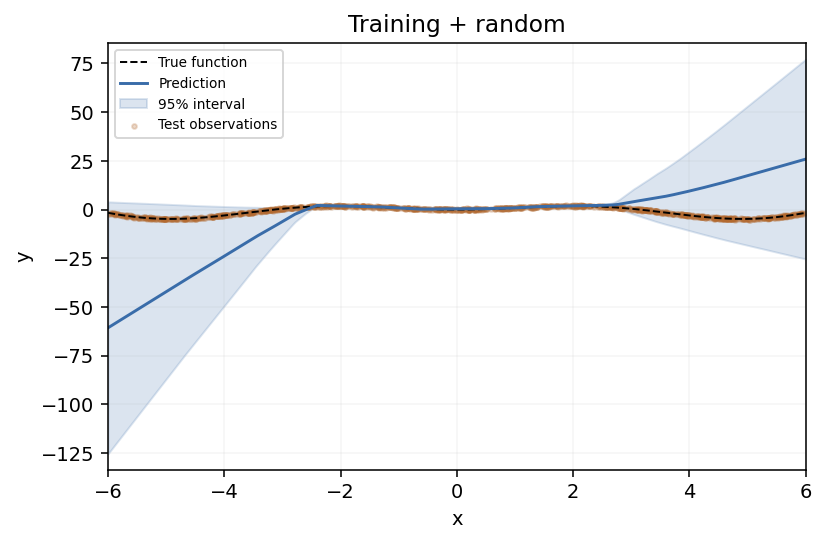 Training + random
True function
Prediction
95% interval
Test observations
75
50
25
0
−25
−50
−75
−100
−125
y
−6
−4
−2
0
2
4
6
x